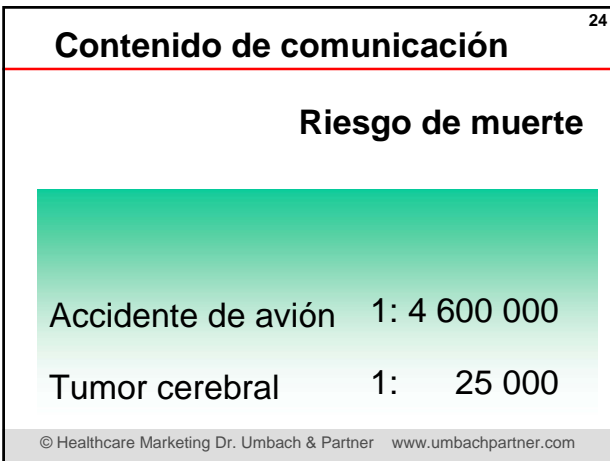 24
Contenido de comunicación
Riesgo de muerte
Accidente de avión 1: 4 600 000
Tumor cerebral 1: 25 000
© Healthcare Marketing Dr. Umbach & Partner www.umbachpartner.com